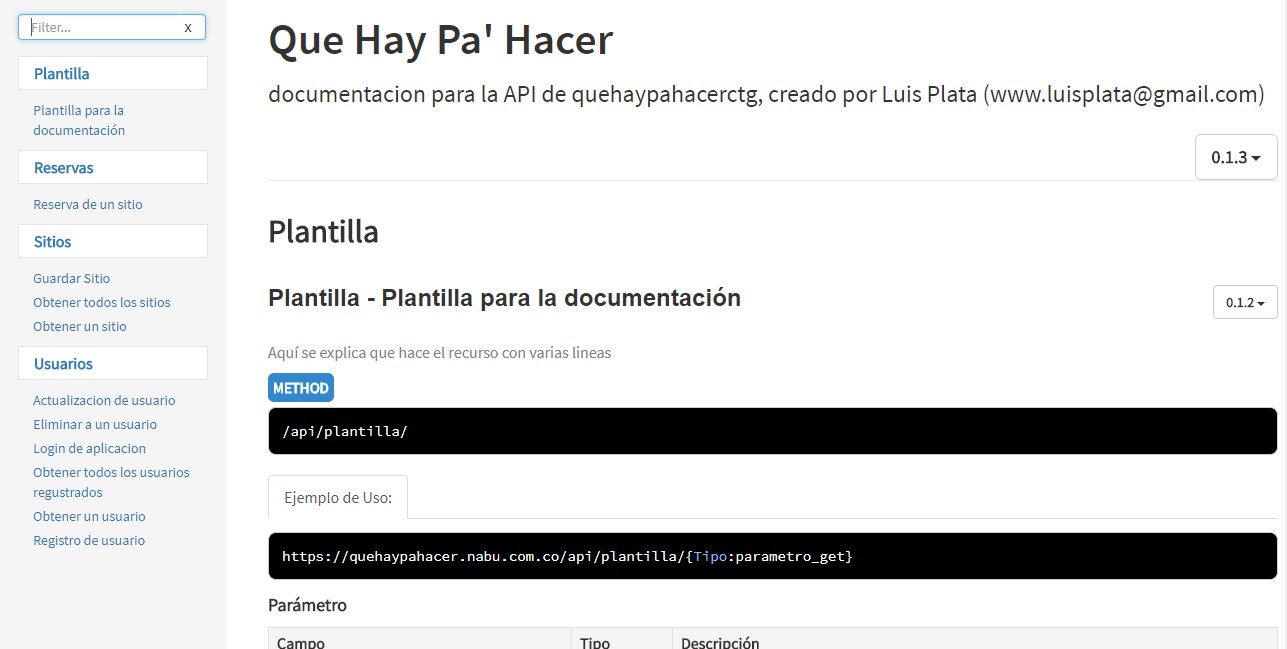 Filter...
X
Plantilla
Plantilla para la
documentación
Reservas
Reserva de un sitio
Sitios
Guardar Sitio
Obtener todos los sitios
Obtener un sitio
Usuarios
Actualizacion de usuario
Eliminar a un usuario
Login de aplicacion
Obtener todos los usuarios
regustrados
Obtener un usuario
Registro de usuario
Que Hay Pa' Hacer
documentacion para la API de quehaypahacerctg, creado por Luis Plata (www.luisplata@gmail.com)
0.1.3
Plantilla
Plantilla - Plantilla para la documentación
0.1.2
Aquí se explica que hace el recurso con varias lineas
METHOD
/api/plantilla/
Ejemplo de Uso:
https://quehaypahacer.nabu.com.co/api/plantilla/{Tipo:parametro_get}
Parámetro
Campo Tipo Descripción